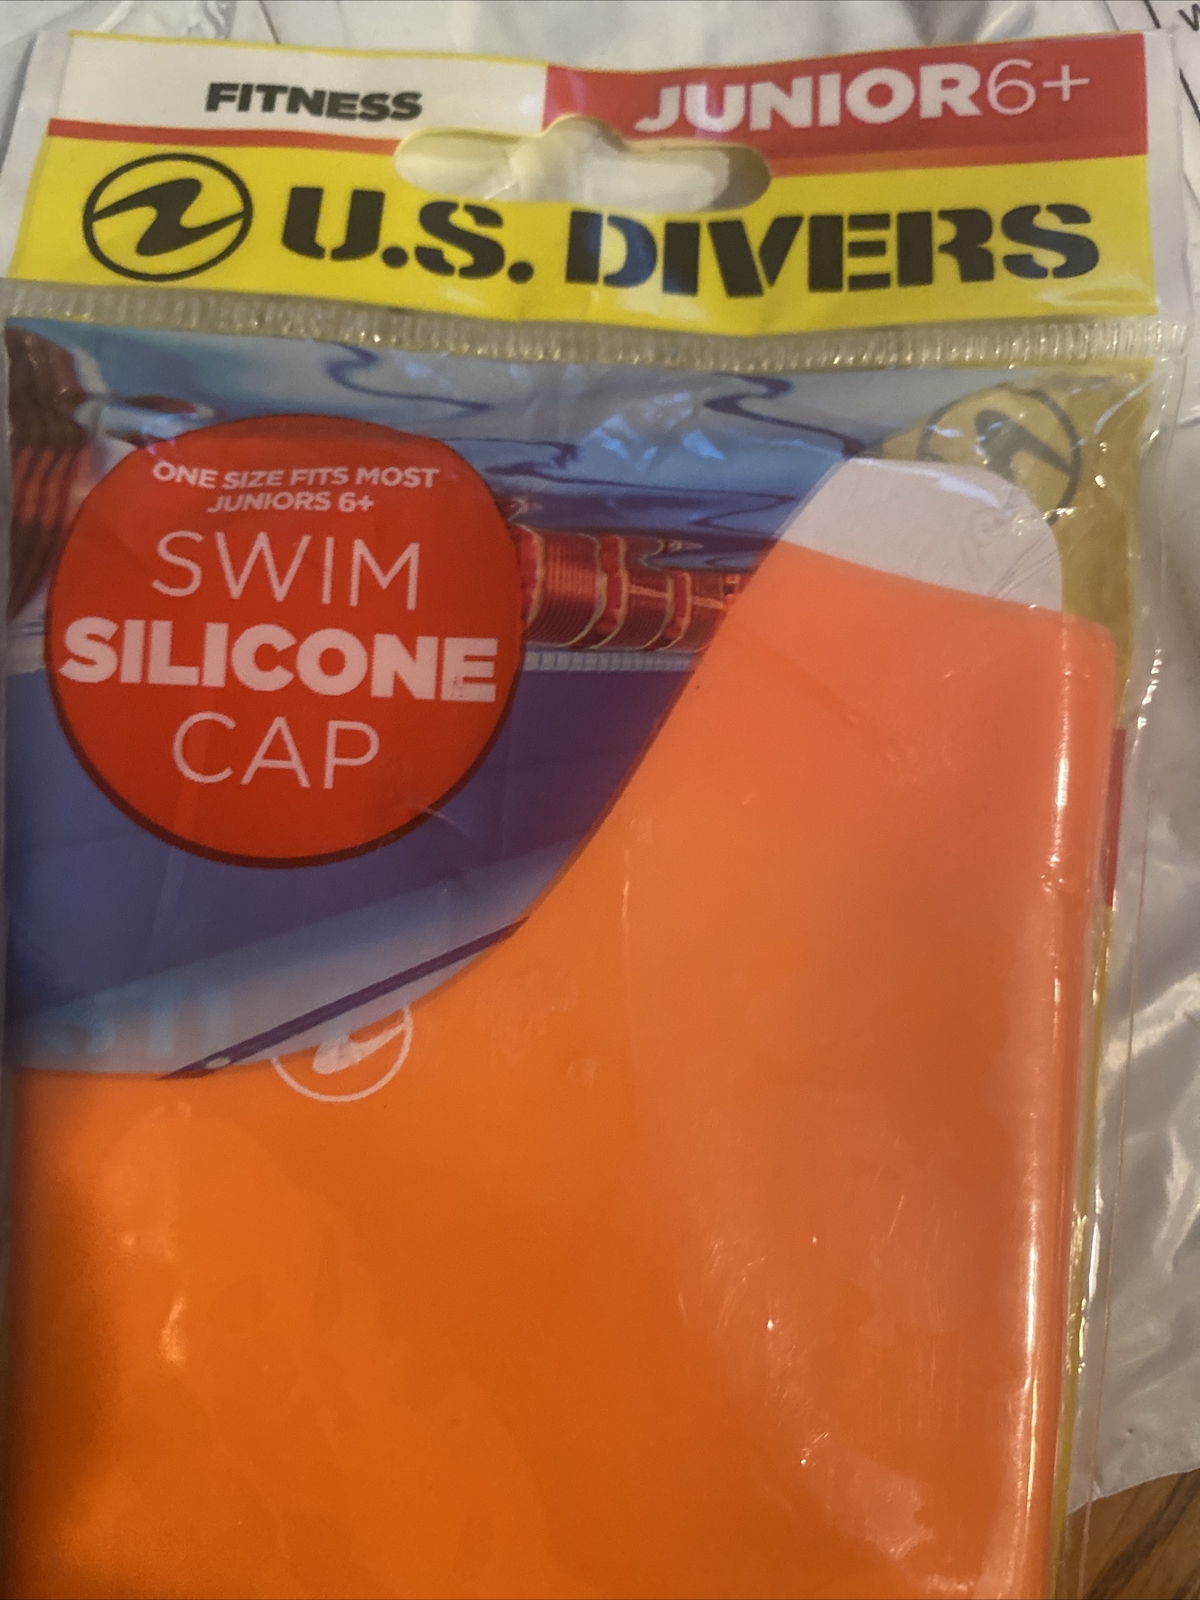 FITNESS
JUNIOR6+
U.S. DIVERS
ONE SIZE FITS MOST
JUNIORS 6+
SWIM
SILICONE
CAP